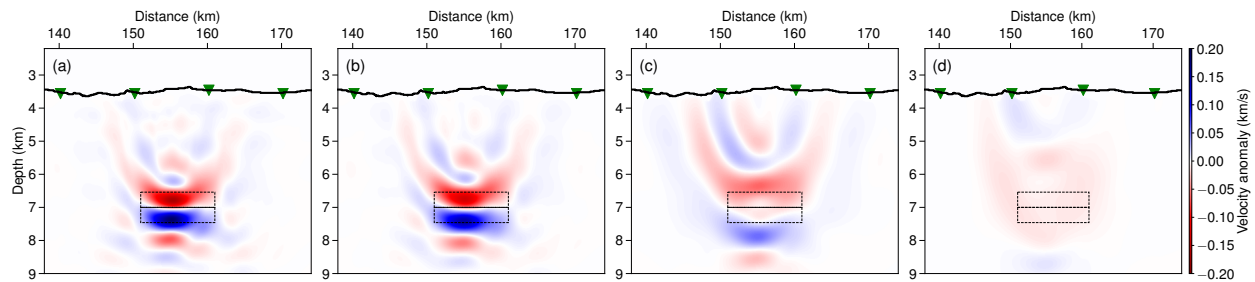 Distance (km) Distance (km) Distance (km) Distance (km)
140 150 160 170 140 150 160 170 140 150 160 170 140 150 160 170
(a) (b) (c) (d)
Depth (km)
3 3 3 3
4 4 4 4
5 5 5 5
6 6 6 6
7 7 7 7
8 8 8 8
9 9 9 9
0.20
0.15
0.10
0.05
0.00
−0.05
−0.10
−0.15
−0.20
Velocity anomaly (km/s)